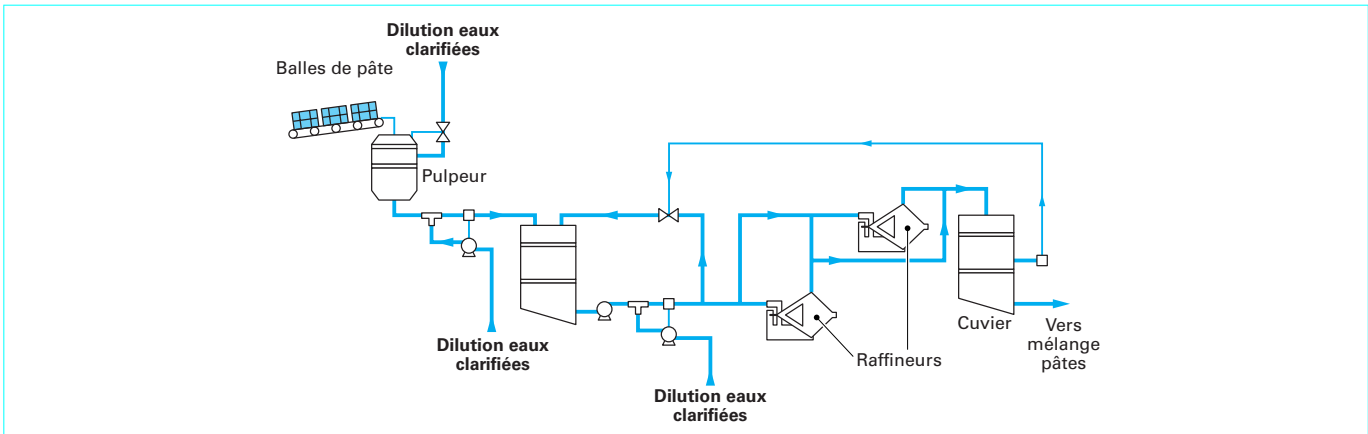 Dilution eaux
clarifiées
Balles de pâte
Pulpeur
Dilution eaux
clarifiées
Dilution eaux
clarifiées
Raffineurs
Cuvier
Vers
mélange
pâtes